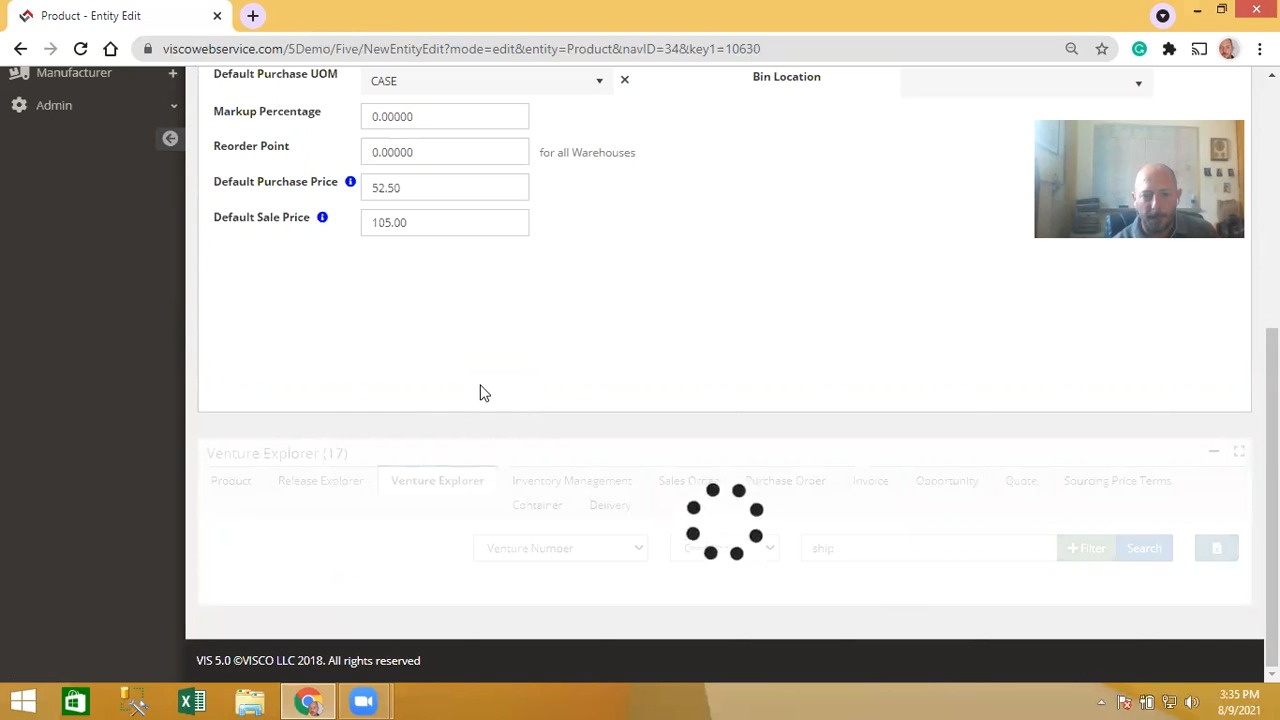 Product - Entity Edit
viscowebservice.com/5Demo/Five/NewEntityEdit?mode=edit&entity=Product&navID=34&key1=10630
Manufacturer
Admin
Default Purchase UOM
CASE
Bin Location
Markup Percentage
0.00000
Reorder Point
0.00000
for all Warehouses
Default Purchase Price
52.50
Default Sale Price
105.00
Venture Explorer (17)
Product
Release Explorer
Venture Explorer
Inventory Management
Sales Order
Purchase Order
Invoice
Opportunity
Quote
Sourcing Price Terms
Container
Delivery
Venture Number
ship
+ Filter
Search
VIS 5.0 ©VISCO LLC 2018. All rights reserved
3:35 PM
8/9/2021